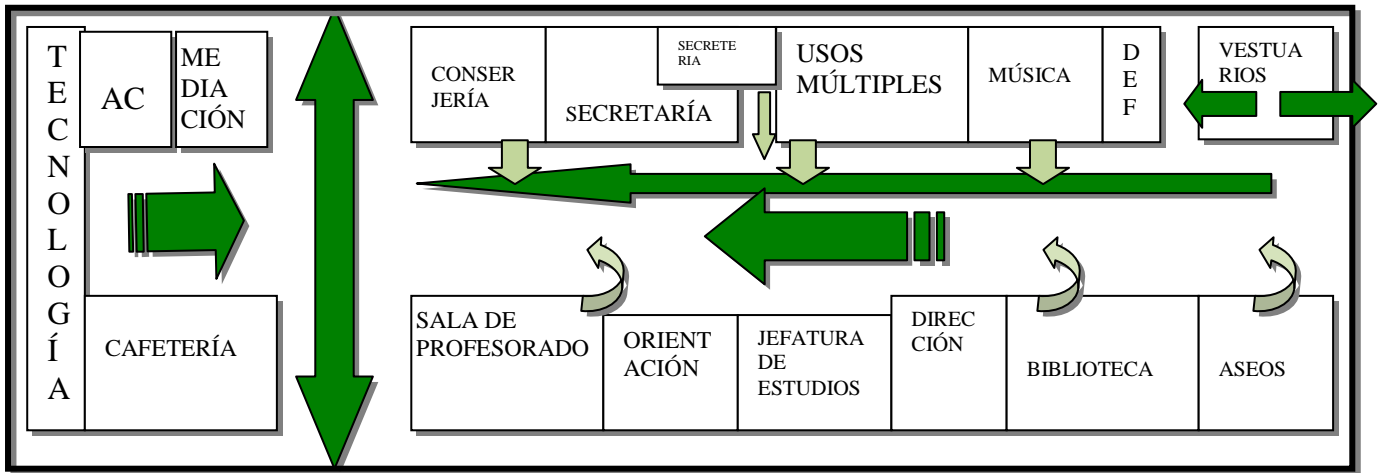 T
E
C
N
O
L
O
G
Í
A
AC
ME
DIA
CIÓN
CONSER
JERÍA
SECRETARÍA
SECRETE
RIA
USOS
MÚLTIPLES
MÚSICA
D
E
F
VESTUA
RIOS
CAFETERÍA
SALA DE
PROFESORADO
ORIENT
ACIÓN
JEFATURA
DE
ESTUDIOS
DIREC
CIÓN
BIBLIOTECA
ASEOS